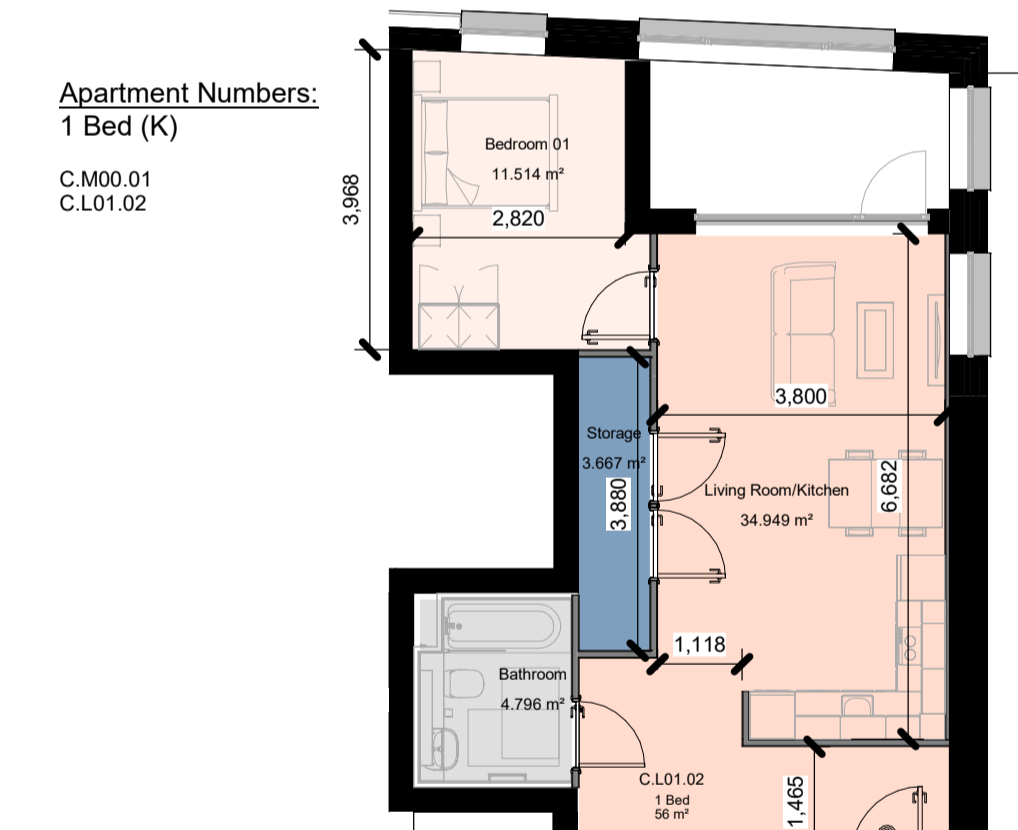 Apartment Numbers:
1 Bed (K)
C.M00.01
C.L01.02
3,968
Bedroom 01
11.514 m²
2,820
3,800
Storage
3.667 m²
3,880
Living Room/Kitchen
34.949 m²
6,682
1,118
Bathroom
4.796 m²
C.L01.02
1 Bed
56 m²
1,465